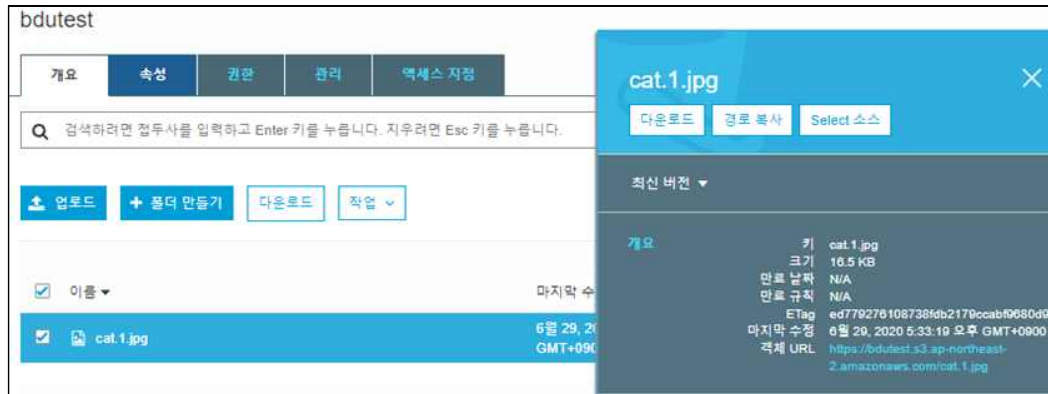 bdutest
개요 속성 권한 관리 액세스 지정
검색하려면 접두사를 입력하고 Enter 키를 누릅니다. 지우려면 Esc 키를 누릅니다.
업로드 + 폴더 만들기 다운로드 작업
이름 마지막 수
cat.1.jpg 6월 29, 20
GMT+090
cat.1.jpg
다운로드 경로 복사 Select 소스
최신 버전
개요
키 cat.1.jpg
크기 16.5 KB
만료 날짜 N/A
만료 규칙 N/A
ETag ed779276108738fdb2179ccabf9680d9
마지막 수정 6월 29, 2020 5:33:19 오후 GMT+0900
객체 URL https://bdutest.s3.ap-northeast-
2.amazonaws.com/cat.1.jpg